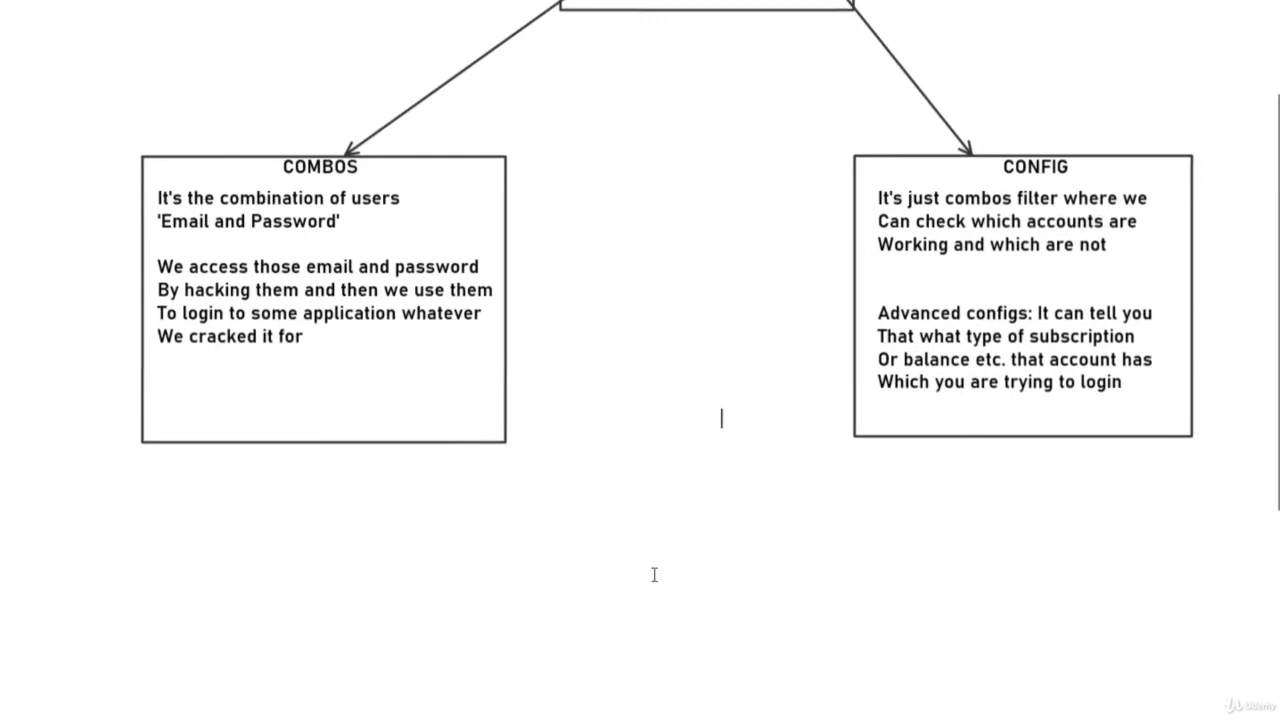 COMBOS
It's the combination of users
'Email and Password'
We access those email and password
By hacking them and then we use them
To login to some application whatever
We cracked it for
CONFIG
It's just combos filter where we
Can check which accounts are
Working and which are not
Advanced configs: It can tell you
That what type of subscription
Or balance etc. that account has
Which you are trying to login
Udemy